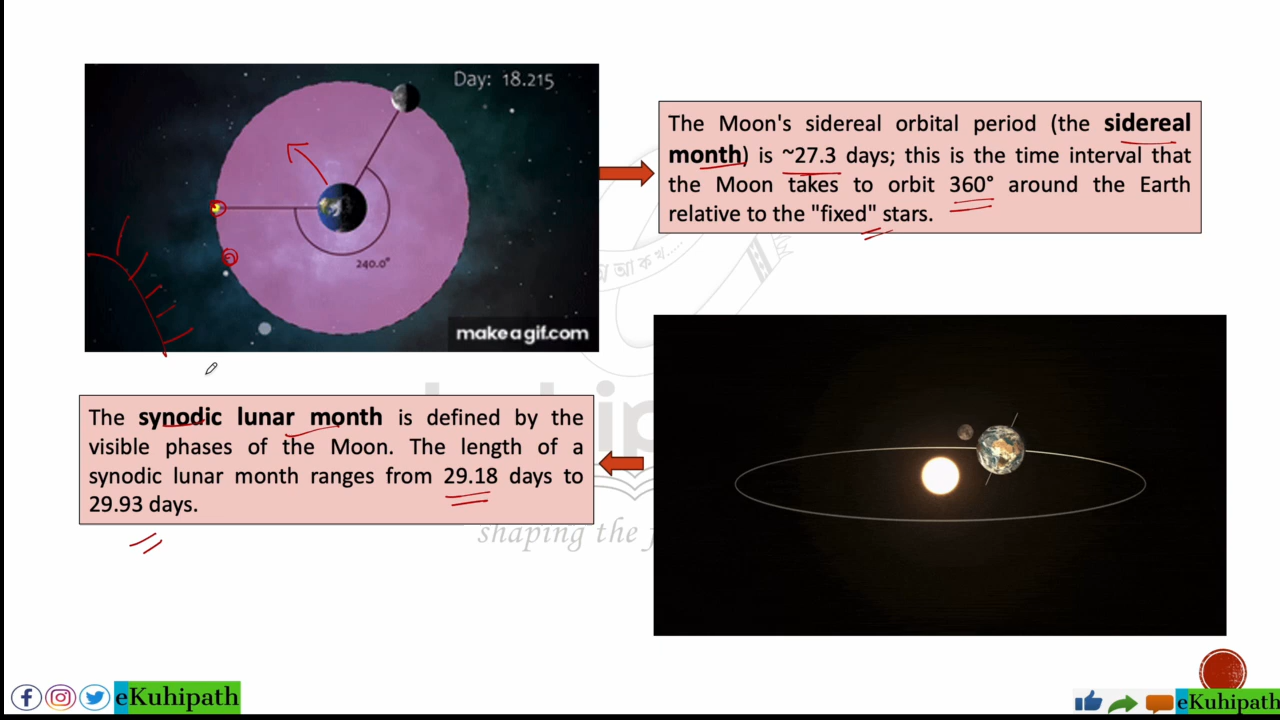 Day: 18.215
240.0°
makeagif.com
The Moon's sidereal orbital period (the sidereal
month) is ~27.3 days; this is the time interval that
the Moon takes to orbit 360° around the Earth
relative to the "fixed" stars.
The synodic lunar month is defined by the
visible phases of the Moon. The length of a
synodic lunar month ranges from 29.18 days to
29.93 days.
shaping the
eKuhipath
eKuhipath